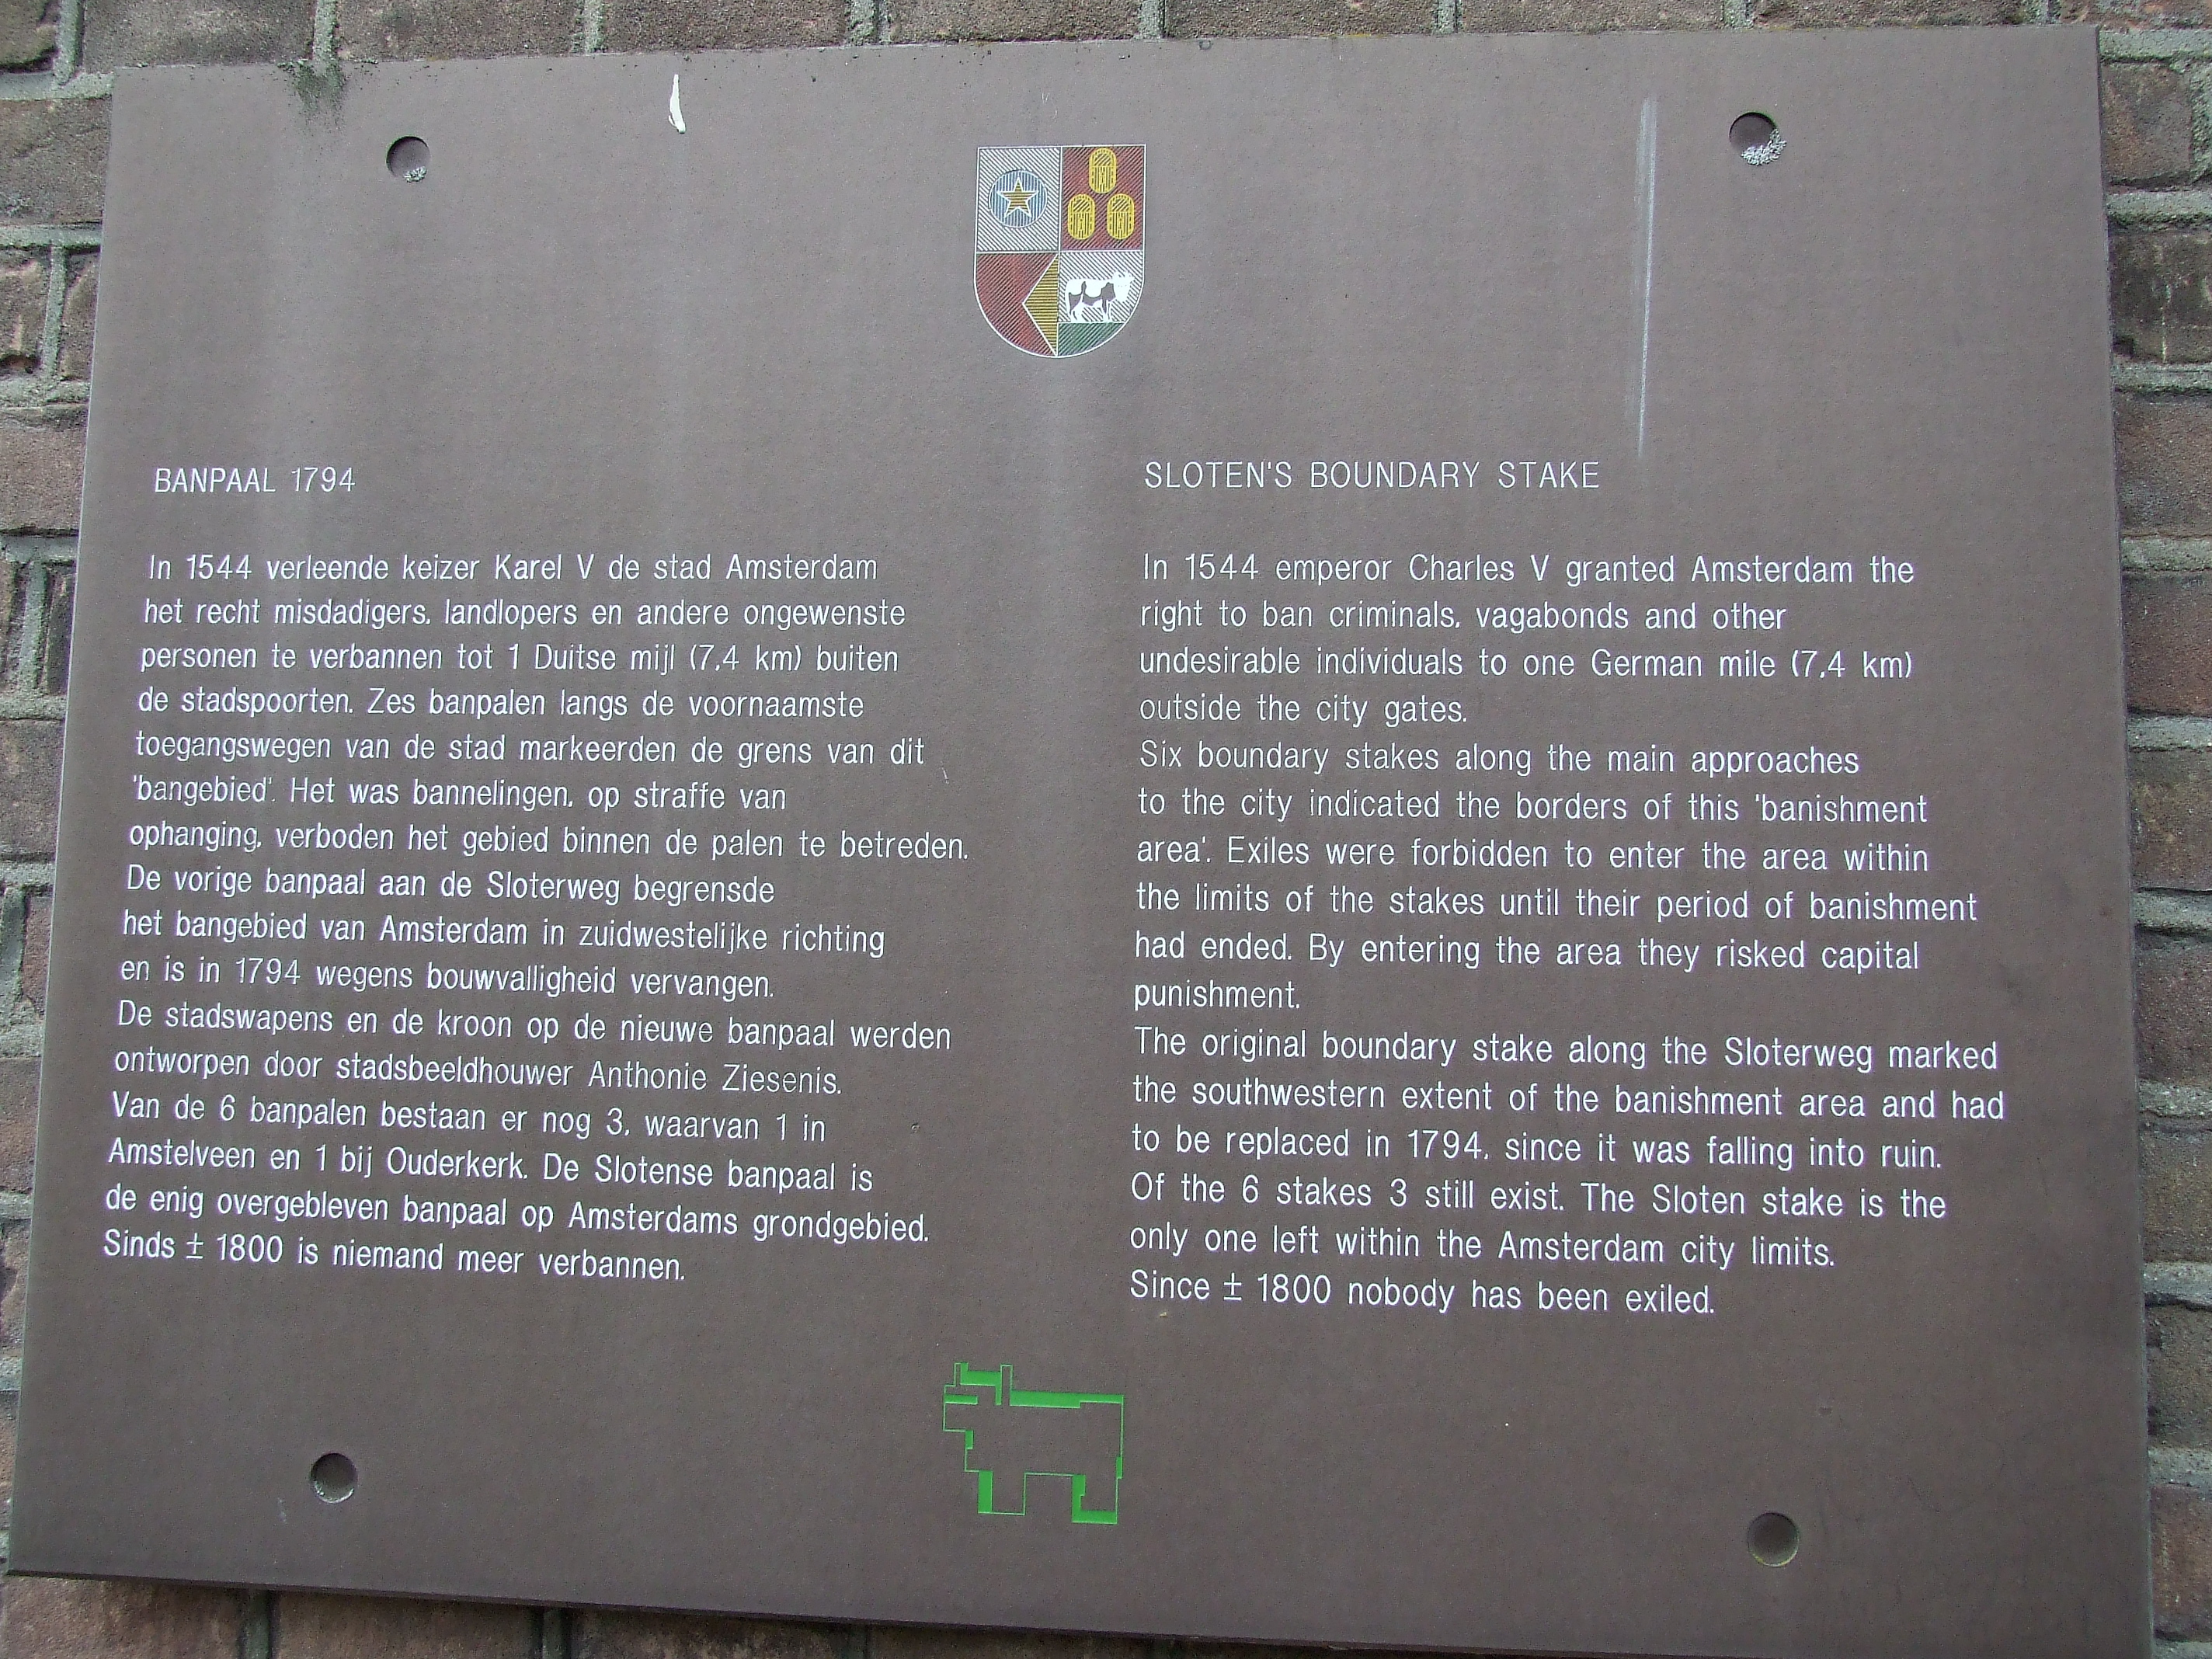 BANPAAL 1794
In 1544 verleende keizer Karel V de stad Amsterdam
het recht misdadigers, landlopers en andere ongewenste
personen te verbannen tot 1 Duitse mijl (7,4 km) buiten
de stadspoorten. Zes banpalen langs de voornaamste
toegangswegen van de stad markeerden de grens van dit
'bangebied'. Het was bannelingen, op straffe van
ophanging, verboden het gebied binnen de palen te betreden.
De vorige banpaal aan de Sloterweg begrensde
het bangebied van Amsterdam in zuidwestelijke richting
en is in 1794 wegens bouwvalligheid vervangen.
De stadswapens en de kroon op de nieuwe banpaal werden
ontworpen door stadsbeeldhouwer Anthonie Ziesenis.
Van de 6 banpalen bestaan er nog 3, waarvan 1 in
Amstelveen en 1 bij Ouderkerk. De Slotense banpaal is
de enig overgebleven banpaal op Amsterdams grondgebied.
Sinds ± 1800 is niemand meer verbannen.
SLOTEN'S BOUNDARY STAKE
In 1544 emperor Charles V granted Amsterdam the
right to ban criminals, vagabonds and other
undesirable individuals to one German mile (7,4 km)
outside the city gates.
Six boundary stakes along the main approaches
to the city indicated the borders of this 'banishment
area'. Exiles were forbidden to enter the area within
the limits of the stakes until their period of banishment
had ended. By entering the area they risked capital
punishment.
The original boundary stake along the Sloterweg marked
the southwestern extent of the banishment area and had
to be replaced in 1794, since it was falling into ruin.
Of the 6 stakes 3 still exist. The Sloten stake is the
only one left within the Amsterdam city limits.
Since ± 1800 nobody has been exiled.